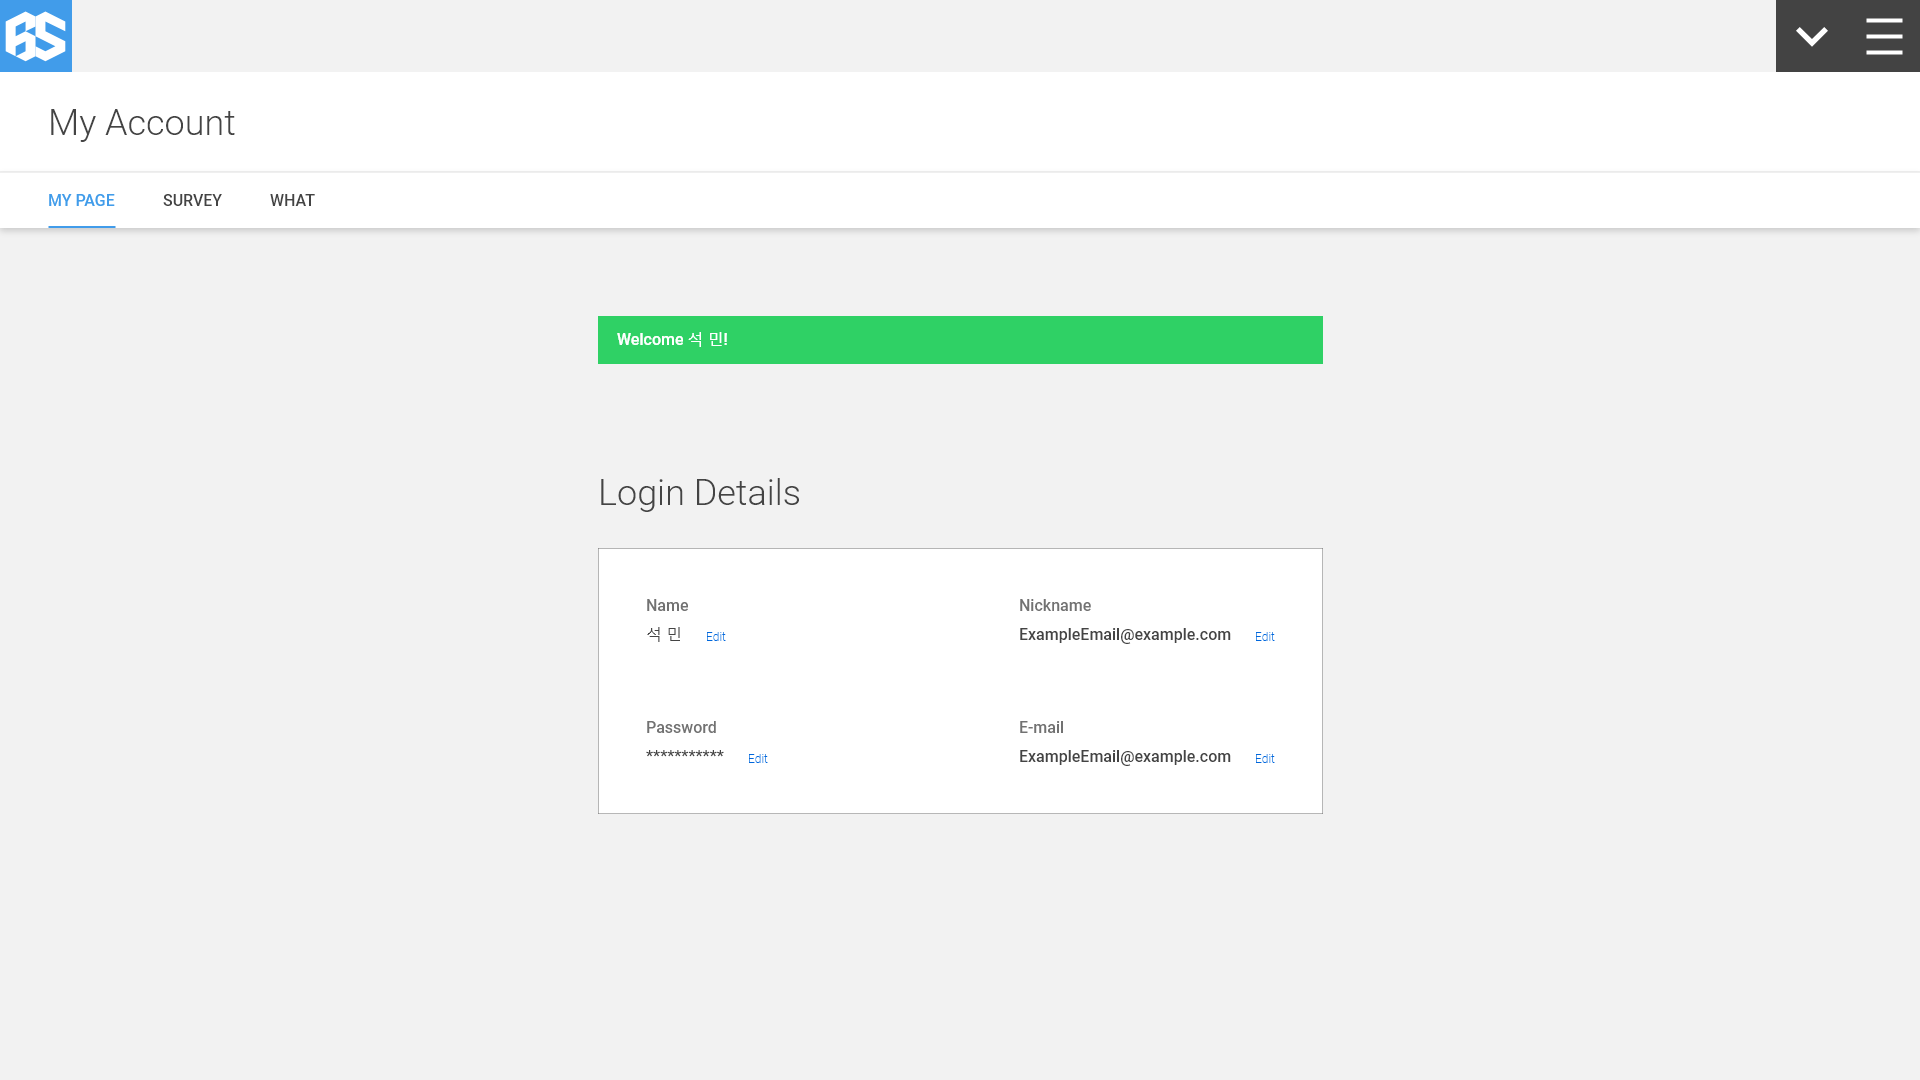 6S
My Account
MY PAGE SURVEY WHAT
Welcome 석 민!
Login Details
Name Nickname
석 민 Edit ExampleEmail@example.com Edit
Password E-mail
*********** Edit ExampleEmail@example.com Edit